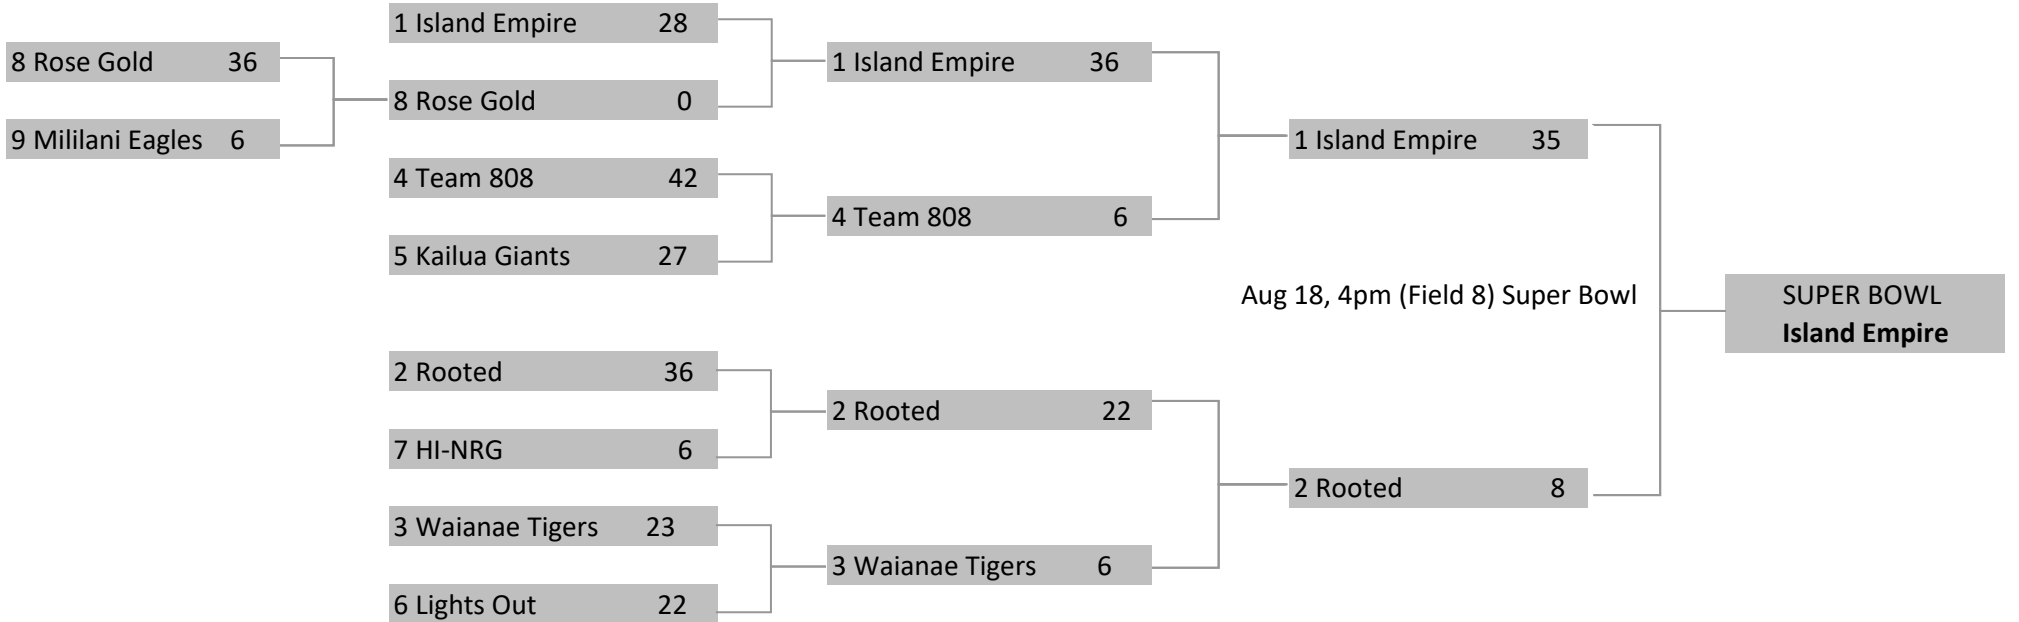 8 Rose Gold 36
9 Mililani Eagles 6
1 Island Empire 28
8 Rose Gold 0
4 Team 808 42
5 Kailua Giants 27
2 Rooted 36
7 HI-NRG 6
3 Waianae Tigers 23
6 Lights Out 22
1 Island Empire 36
4 Team 808 6
2 Rooted 22
3 Waianae Tigers 6
1 Island Empire 35
Aug 18, 4pm (Field 8) Super Bowl
2 Rooted 8
SUPER BOWL
Island Empire